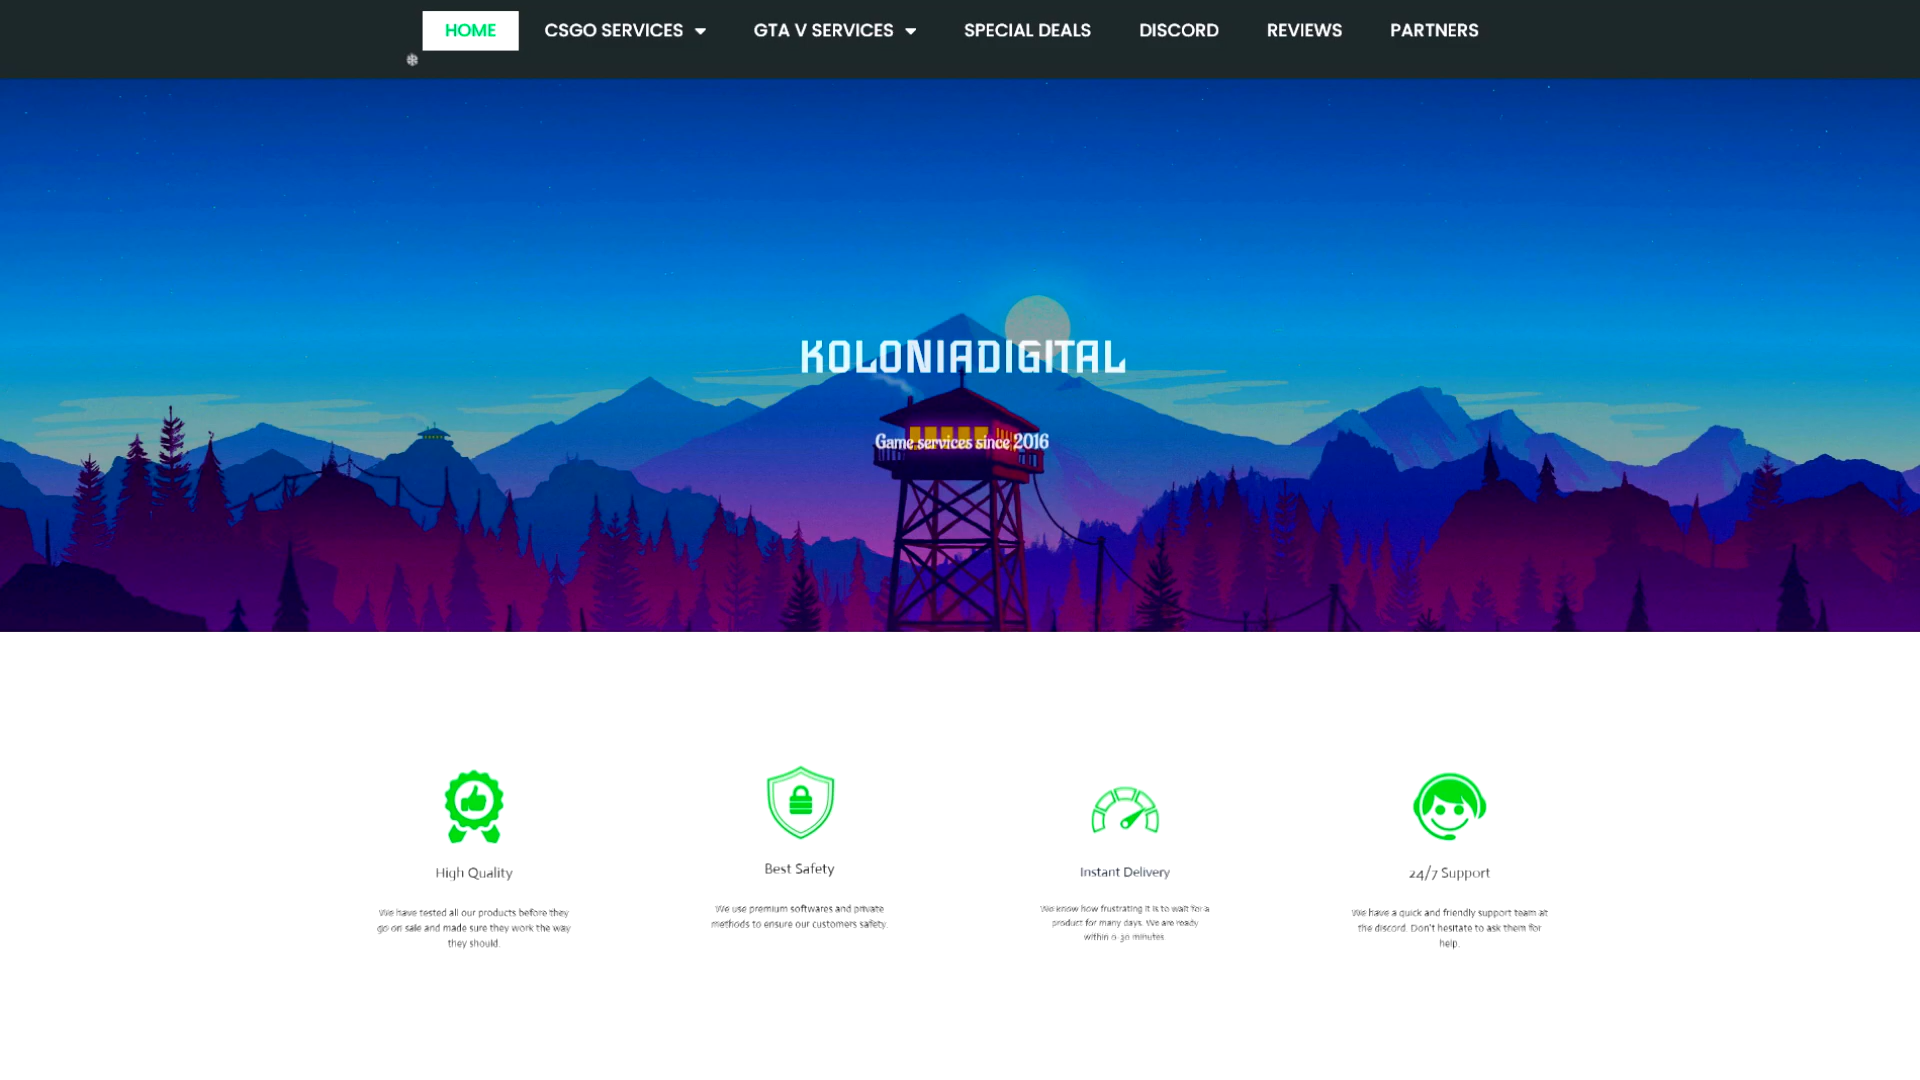 HOME CSGO SERVICES GTA V SERVICES SPECIAL DEALS DISCORD REVIEWS PARTNERS
KOLONIADIGITAL
Game services since 2016
High Quality
We have tested all our products before they
go on sale and made sure they work the way
they should.
Best Safety
We use premium softwares and private
methods to ensure our customers safety.
Instant Delivery
We know how frustrating it is to wait for a
product for many days. We are ready
within 0-30 minutes.
24/7 Support
We have a quick and friendly support team at
the discord. Don't hesitate to ask them for
help.